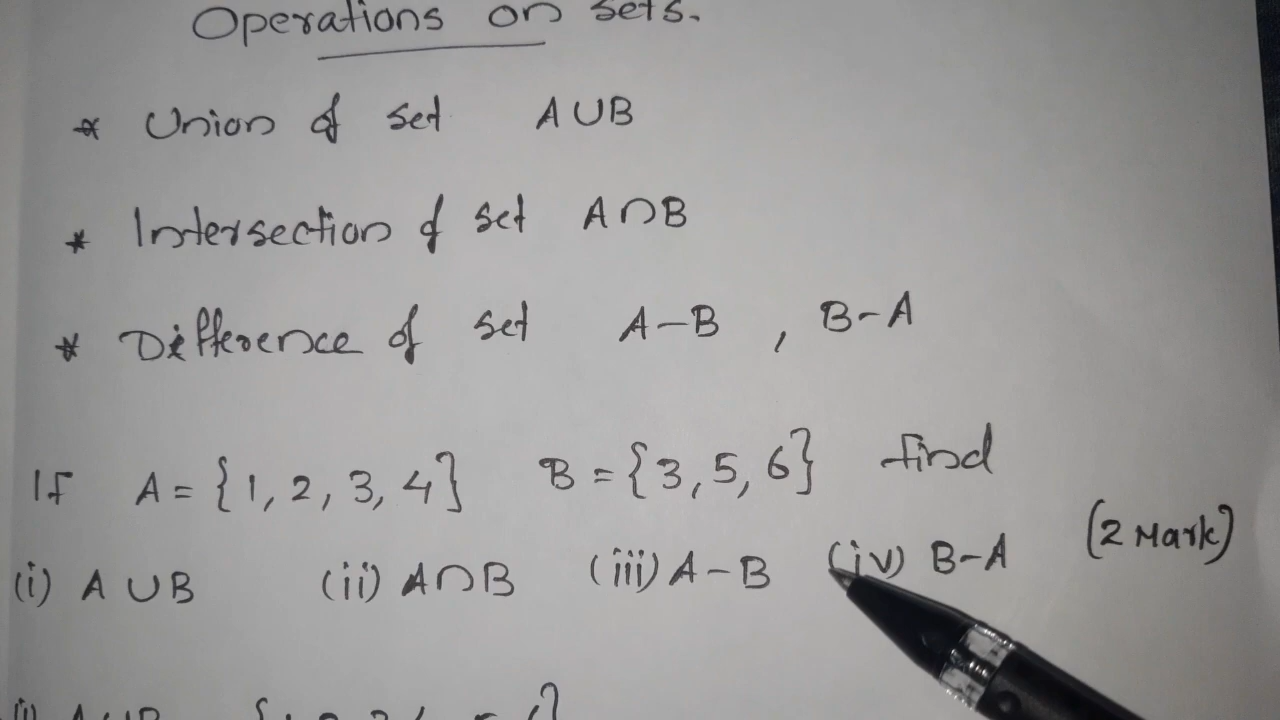 Operations on sets.
* Union of set A∪B
* Intersection of set A∩B
* Difference of set A-B , B-A
If A = {1, 2, 3, 4} B = {3, 5, 6} find
(i) A ∪ B (ii) A∩B (iii) A-B (iv) B-A (2 Mark)